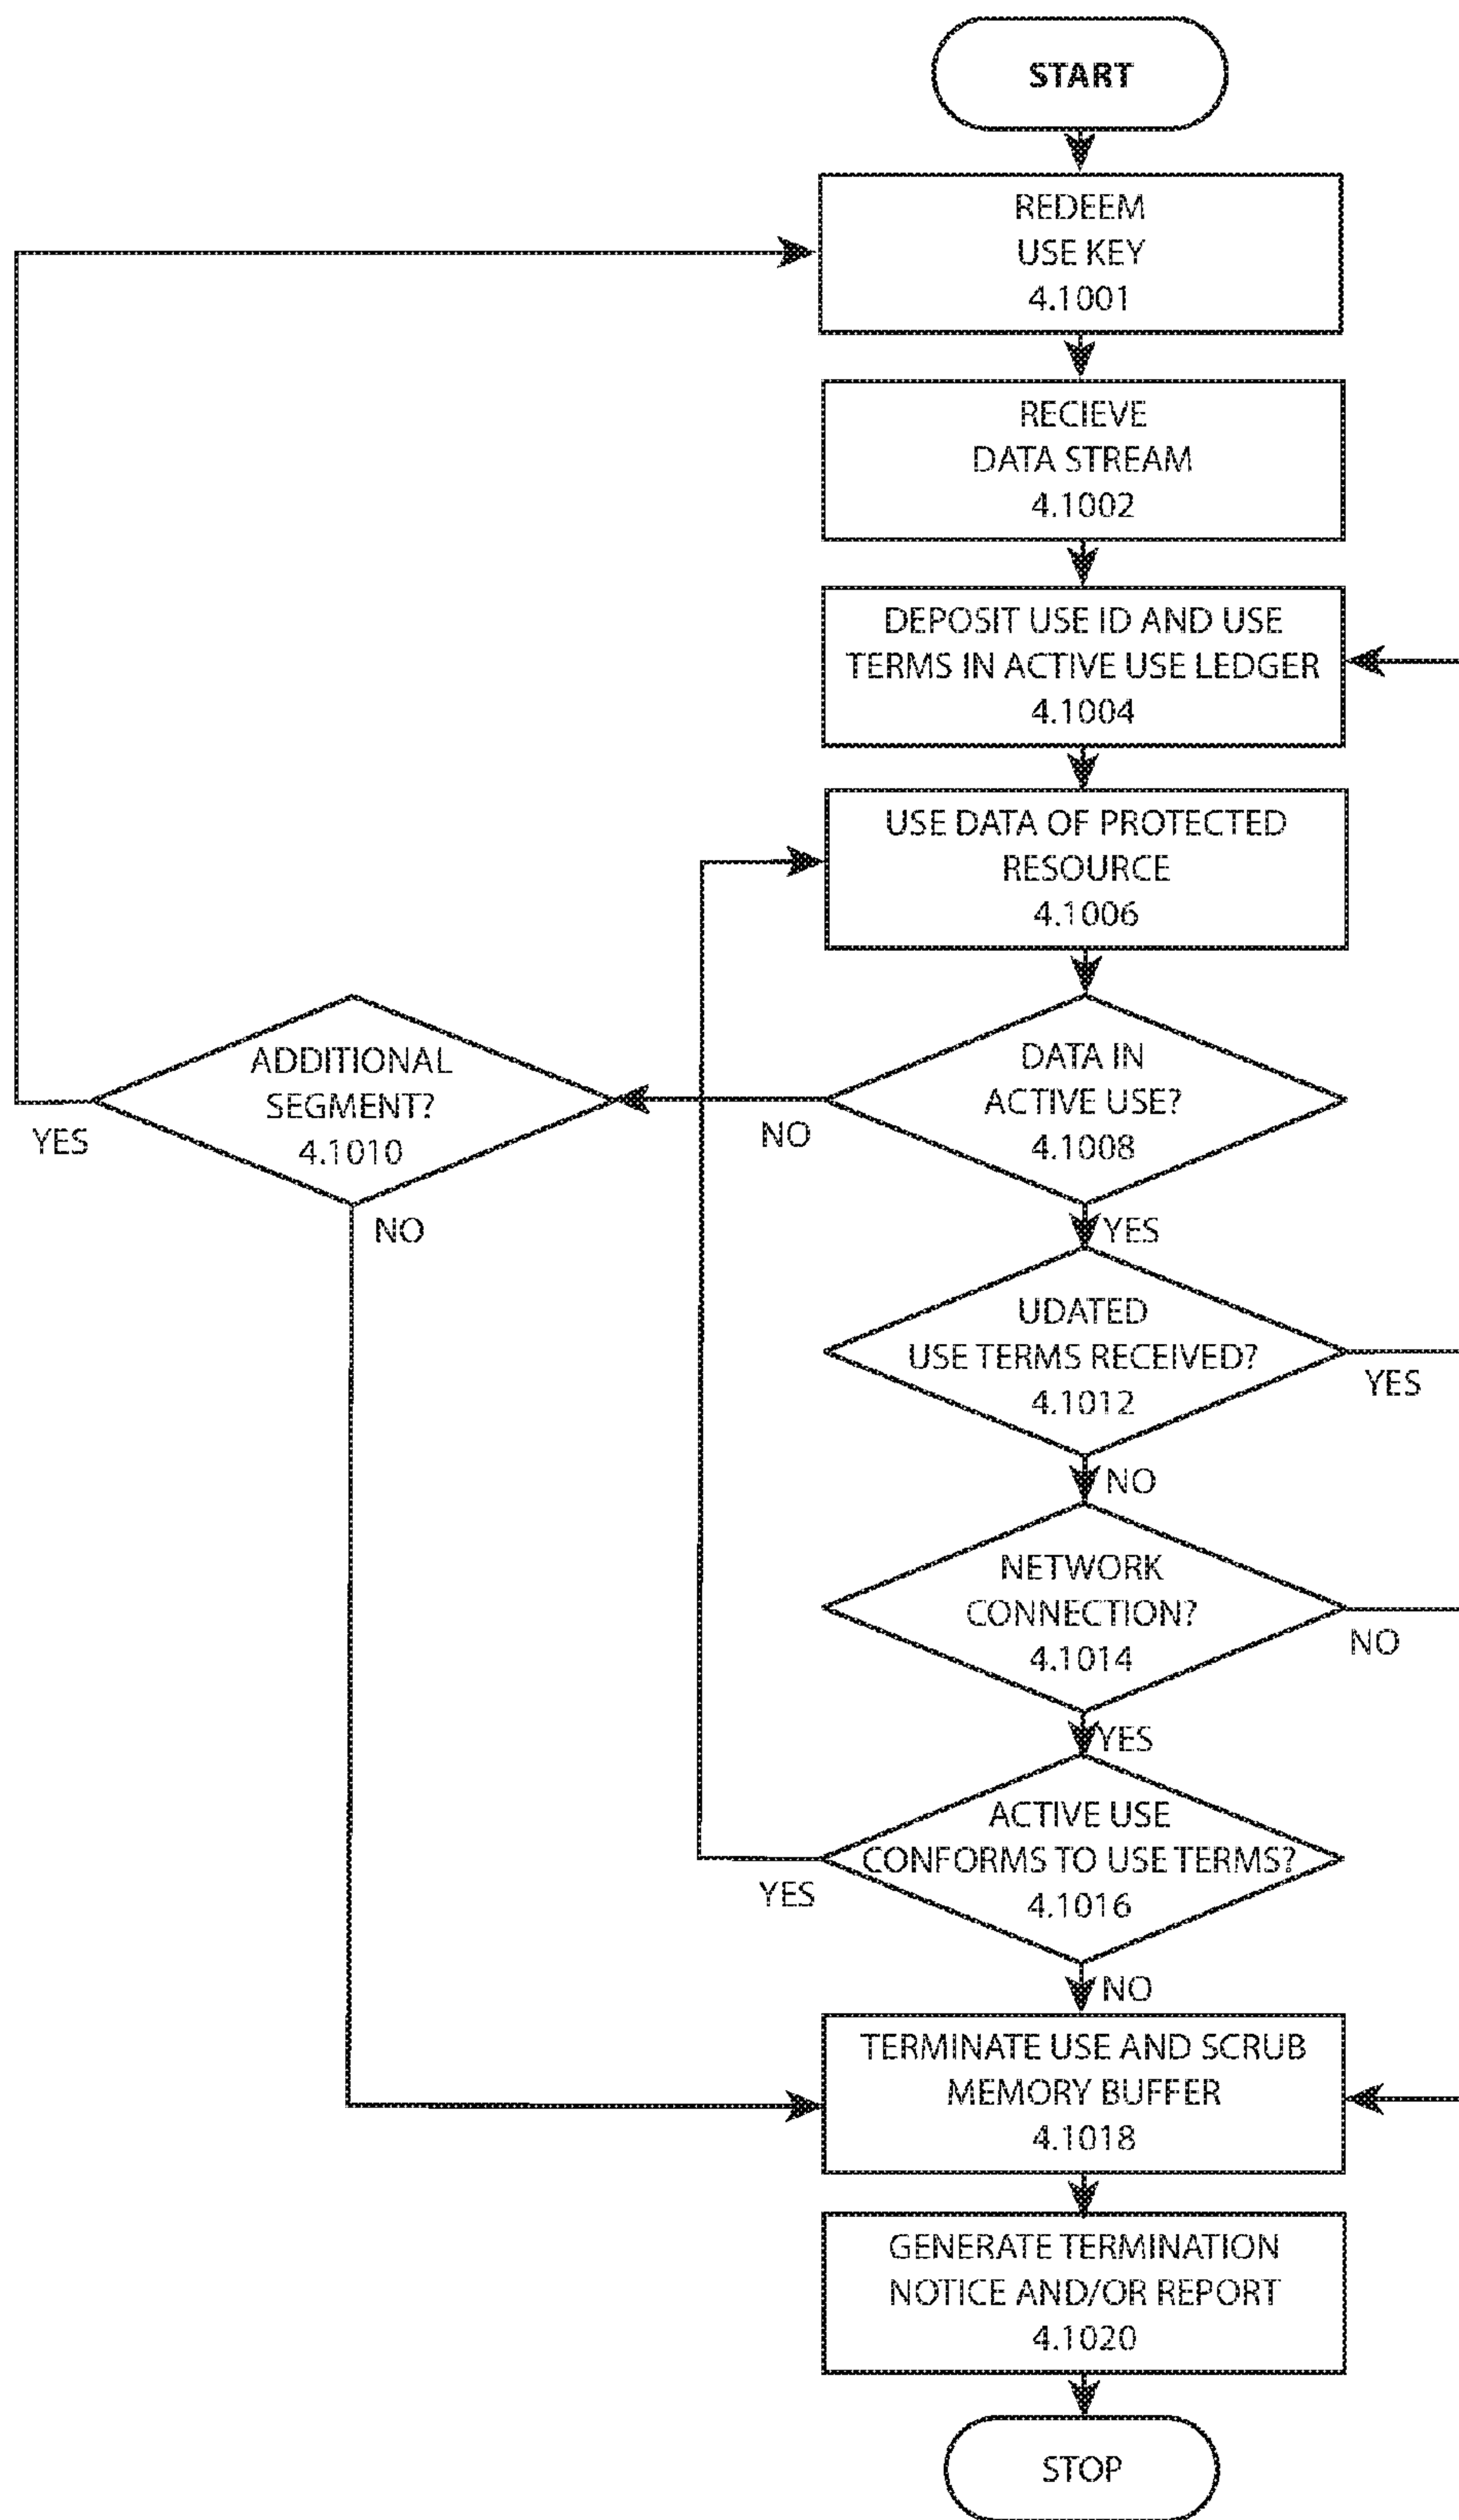 START
REDEEM
USE KEY
4.1001
RECIEVE
DATA STREAM
4.1002
DEPOSIT USE ID AND USE
TERMS IN ACTIVE USE LEDGER
4.1004
USE DATA OF PROTECTED
RESOURCE
4.1006
DATA IN
ACTIVE USE?
4.1008
NO
ADDITIONAL
SEGMENT?
4.1010
YES
NO
YES
UDATED
USE TERMS RECEIVED?
4.1012
YES
NO
NETWORK
CONNECTION?
4.1014
NO
YES
ACTIVE USE
CONFORMS TO USE TERMS?
4.1016
YES
NO
TERMINATE USE AND SCRUB
MEMORY BUFFER
4.1018
GENERATE TERMINATION
NOTICE AND/OR REPORT
4.1020
STOP